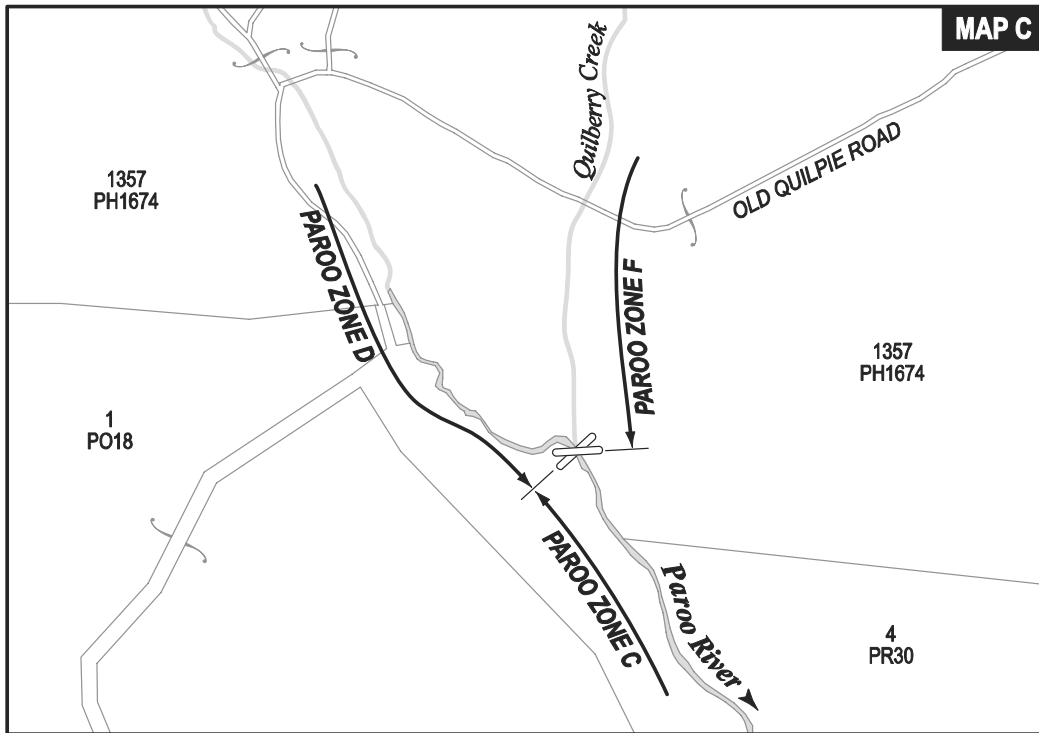 MAP C
Quilberry Creek
OLD QUILPIE ROAD
1357
PH1674
PAROO ZONE D
PAROO ZONE F
1357
PH1674
1
PO18
PAROO ZONE C
Paroo River
4
PR30